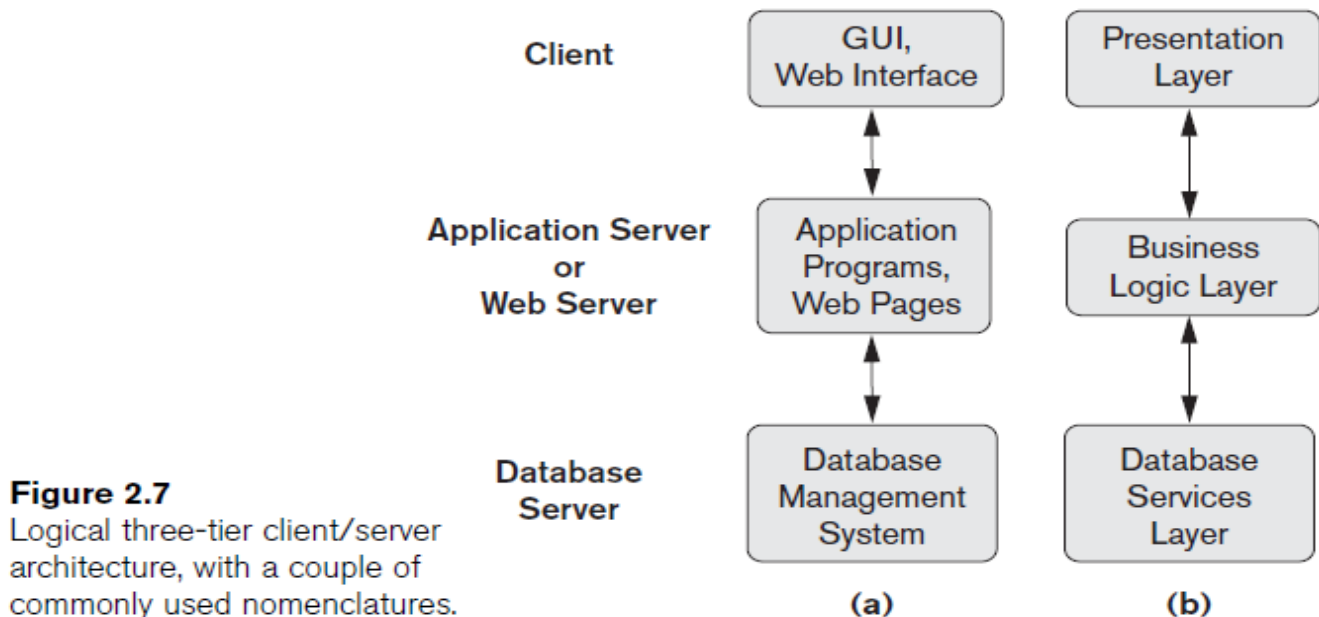 Client
GUI,
Web Interface
Presentation
Layer
Application Server
or
Web Server
Application
Programs,
Web Pages
Business
Logic Layer
Database
Server
Database
Management
System
Database
Services
Layer
Figure 2.7
Logical three-tier client/server
architecture, with a couple of
commonly used nomenclatures.
(a)
(b)